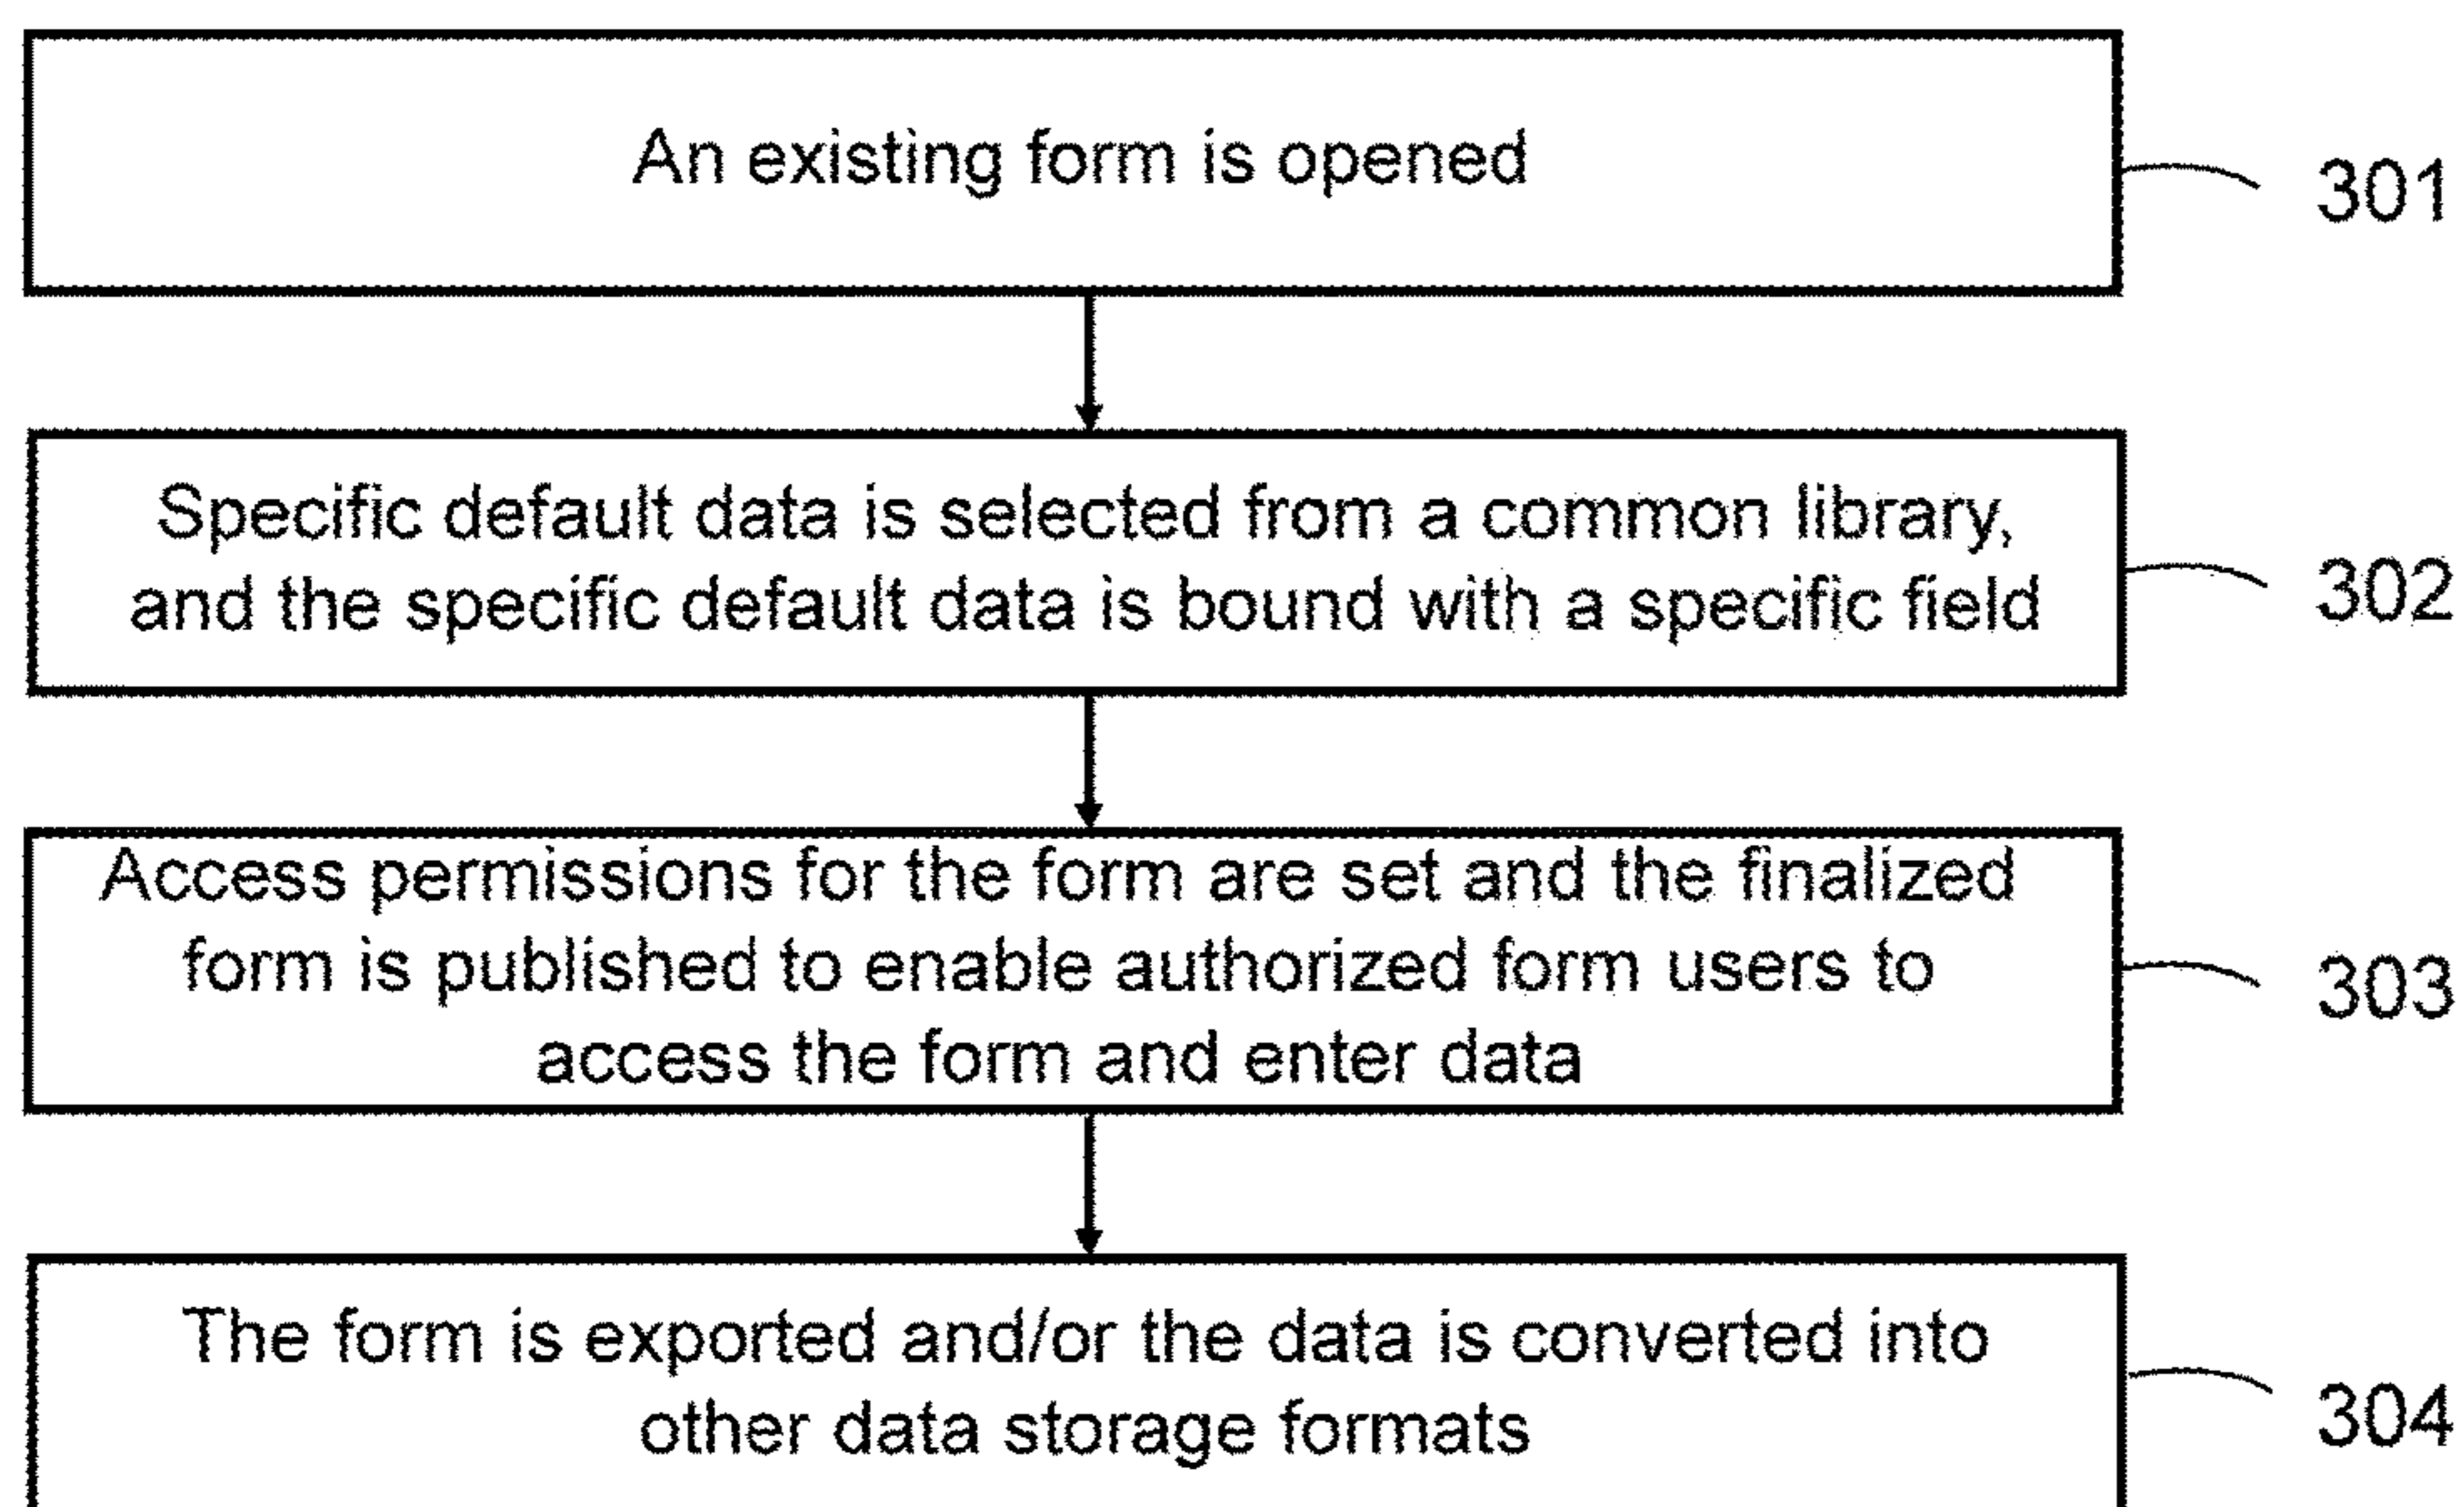 An existing form is opened
301
Specific default data is selected from a common library,
and the specific default data is bound with a specific field
302
Access permissions for the form are set and the finalized
form is published to enable authorized form users to
access the form and enter data
303
The form is exported and/or the data is converted into
other data storage formats
304